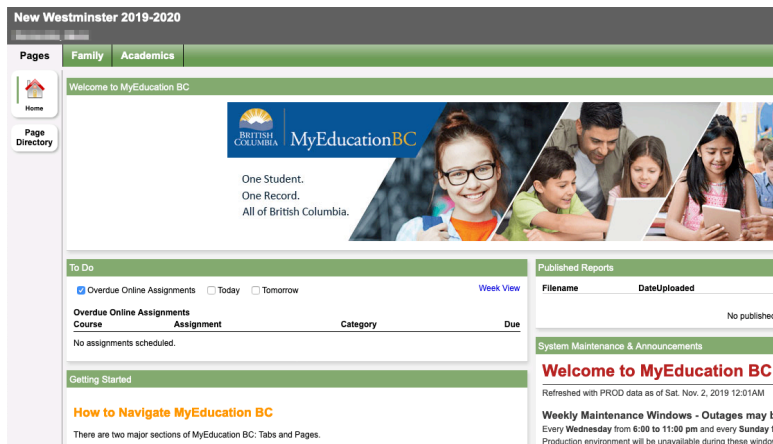 New Westminster 2019-2020
Pages
Family
Academics
Home
Page
Directory
Welcome to MyEducation BC
BRITISH
COLUMBIA
MyEducationBC
One Student.
One Record.
All of British Columbia.
To Do
Overdue Online Assignments
Today
Tomorrow
Week View
Overdue Online Assignments
Course Assignment Category Due
No assignments scheduled.
Getting Started
How to Navigate MyEducation BC
There are two major sections of MyEducation BC: Tabs and Pages.
Published Reports
Filename DateUploaded
No published
System Maintenance & Announcements
Welcome to MyEducation BC
Refreshed with PROD data as of Sat. Nov. 2, 2019 12:01AM
Weekly Maintenance Windows - Outages may
Every Wednesday from 6:00 to 11:00 pm and every Sunday
Production environment will be unavailable during these